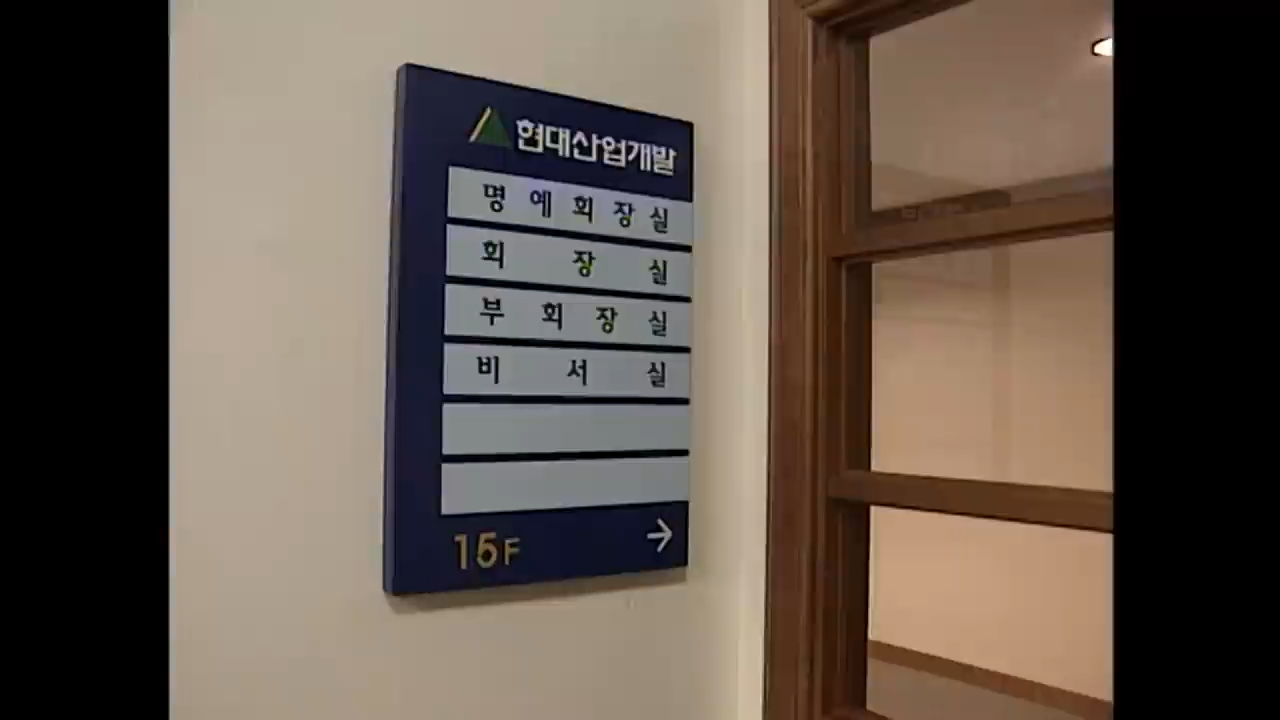 현대산업개발
명 예 회 장 실
회 장 실
부 회 장 실
비 서 실
15F →